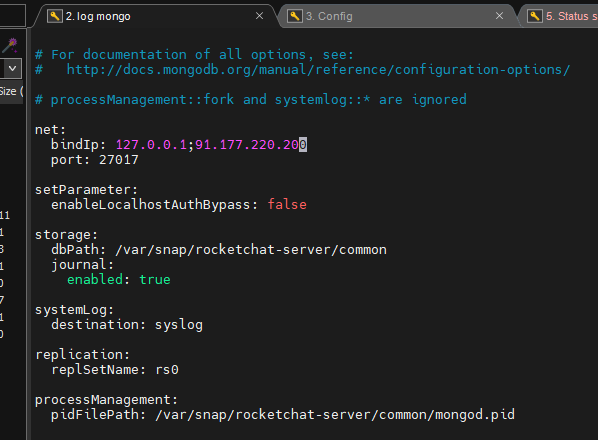 2. log mongo
3. Config
5. Status s
Size (
# For documentation of all options, see:
#   http://docs.mongodb.org/manual/reference/configuration-options/
# processManagement::fork and systemlog::* are ignored
net:
  bindIp: 127.0.0.1;91.177.220.200
  port: 27017
setParameter:
  enableLocalhostAuthBypass: false
11
1
storage:
3
  dbPath: /var/snap/rocketchat-server/common
1
  journal:
0
    enabled: true
7
systemLog:
1
  destination: syslog
0
replication:
  replSetName: rs0
processManagement:
  pidFilePath: /var/snap/rocketchat-server/common/mongod.pid